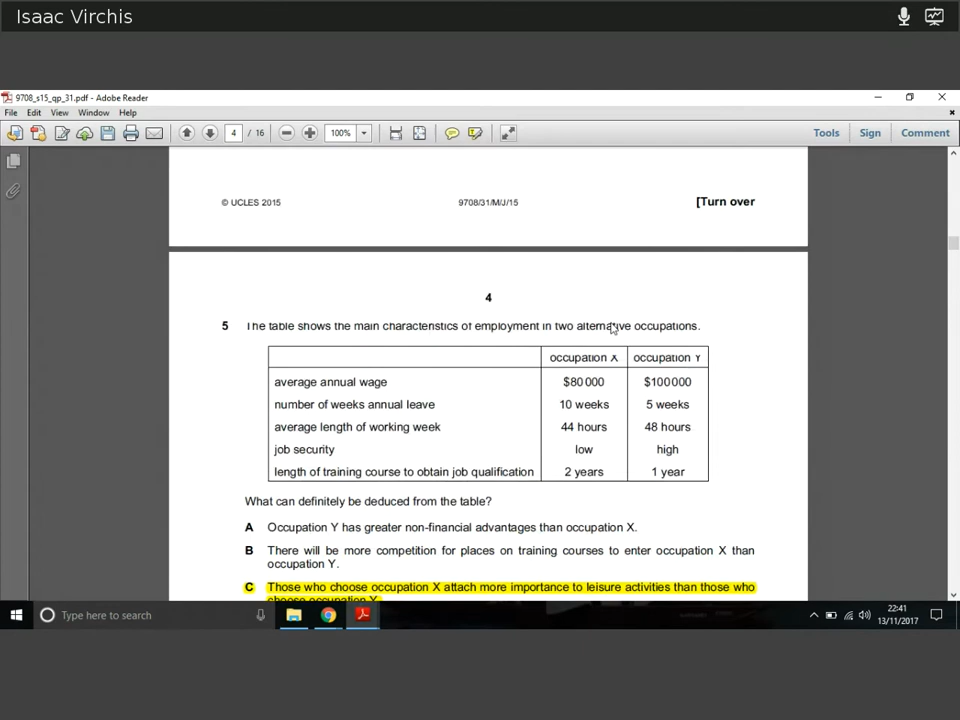 Isaac Virchis
9708_s15_qp_31.pdf - Adobe Reader
File Edit View Window Help
4 / 16 100% Tools Sign Comment
© UCLES 2015 9708/31/M/J/15 [Turn over
4
5 The table shows the main characteristics of employment in two alternative occupations.
occupation X occupation Y
average annual wage $80 000 $100 000
number of weeks annual leave 10 weeks 5 weeks
average length of working week 44 hours 48 hours
job security low high
length of training course to obtain job qualification 2 years 1 year
What can definitely be deduced from the table?
A Occupation Y has greater non-financial advantages than occupation X.
B There will be more competition for places on training courses to enter occupation X than
occupation Y.
C Those who choose occupation X attach more importance to leisure activities than those who
choose occupation Y.
Type here to search 22:41
13/11/2017